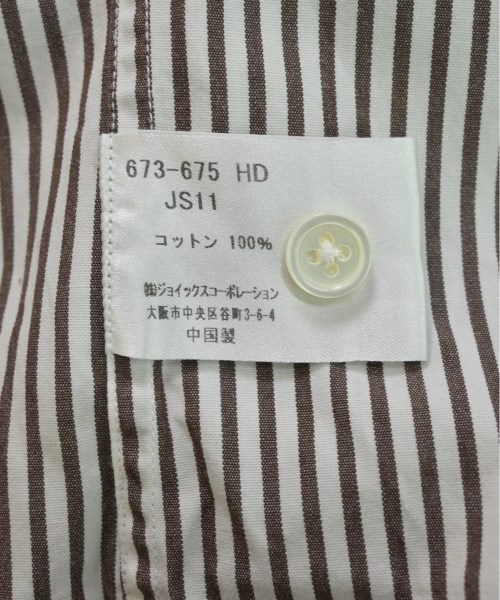 673-675 HD
JS11
コットン 100%
㈱ジョイックスコーポレーション
大阪市中央区谷町3-6-4
中国製